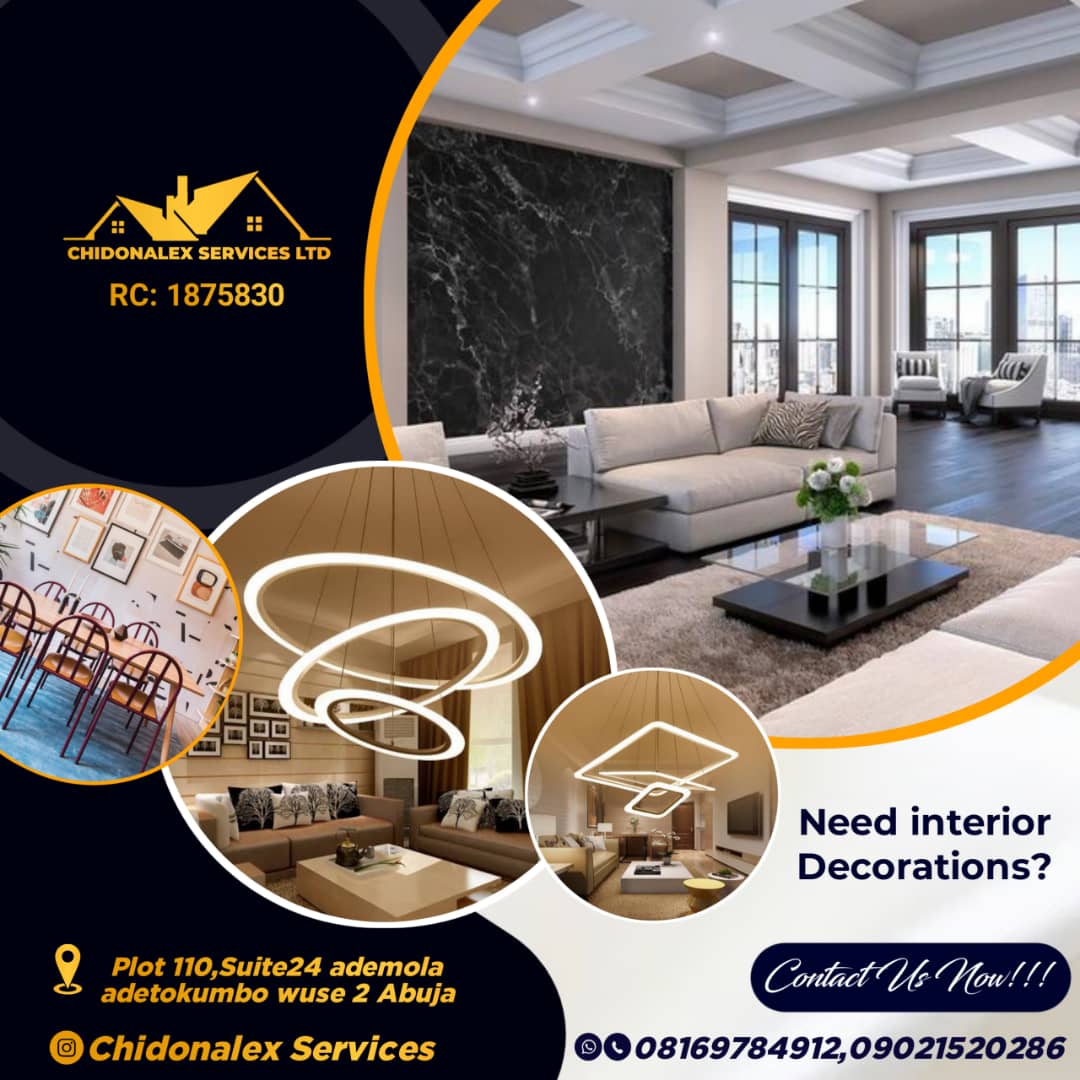 CHIDONALEX SERVICES LTD
RC: 1875830
Need interior
Decorations?
Plot 110,Suite24 ademola
adetokumbo wuse 2 Abuja
Chidonalex Services
Contact Us Now!!!
08169784912,09021520286